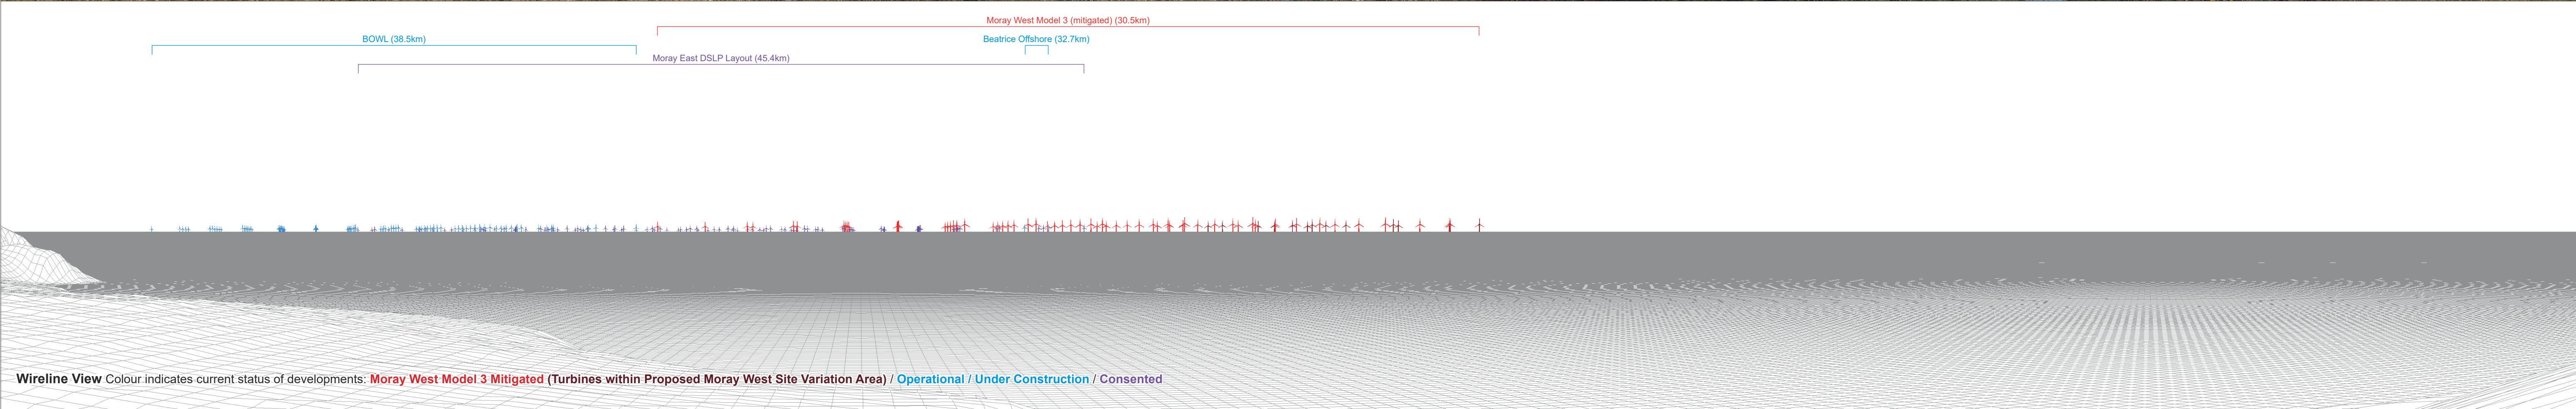 Moray West Model 3 (mitigated) (30.5km)
BOWL (38.5km)
Beatrice Offshore (32.7km)
Moray East DSLP Layout (45.4km)
Wireline View Colour indicates current status of developments: Moray West Model 3 Mitigated (Turbines within Proposed Moray West Site Variation Area) / Operational / Under Construction / Consented